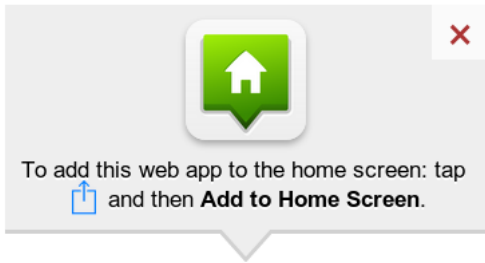 To add this web app to the home screen: tap
and then Add to Home Screen.